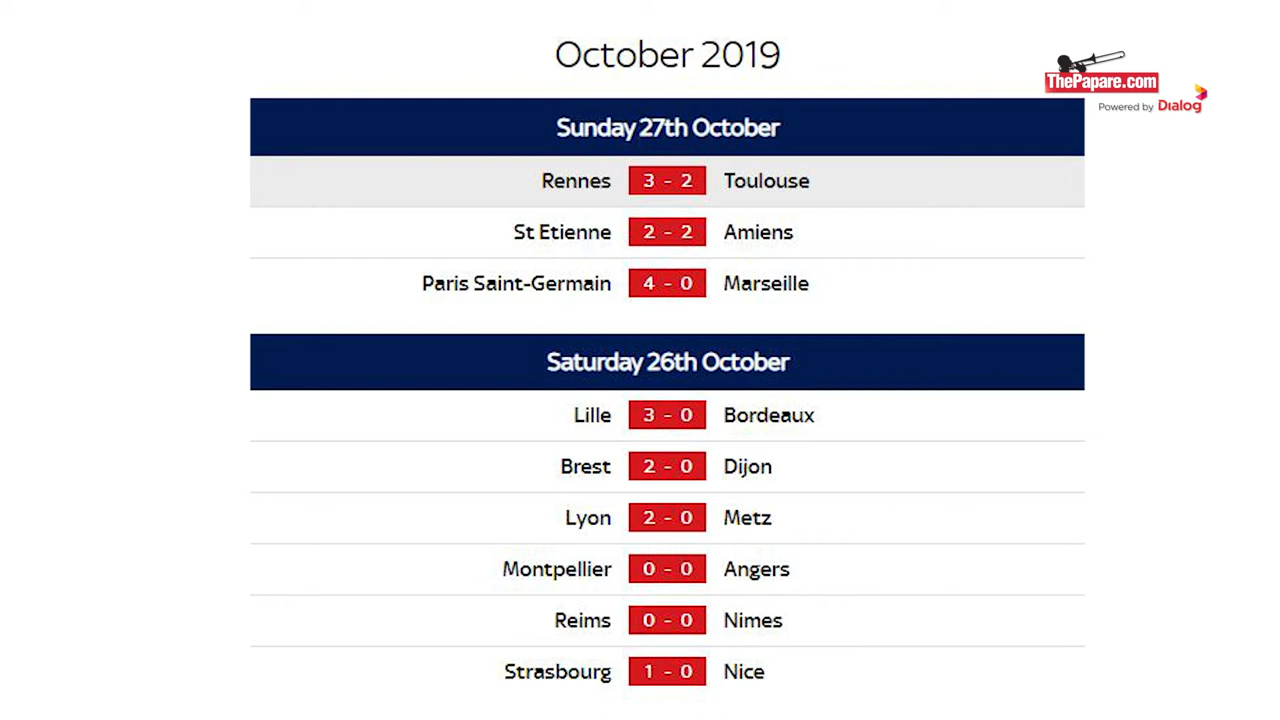 October 2019
ThePapare.com
Powered by Dialog
Sunday 27th October
Rennes 3 - 2 Toulouse
St Etienne 2 - 2 Amiens
Paris Saint-Germain 4 - 0 Marseille
Saturday 26th October
Lille 3 - 0 Bordeaux
Brest 2 - 0 Dijon
Lyon 2 - 0 Metz
Montpellier 0 - 0 Angers
Reims 0 - 0 Nimes
Strasbourg 1 - 0 Nice